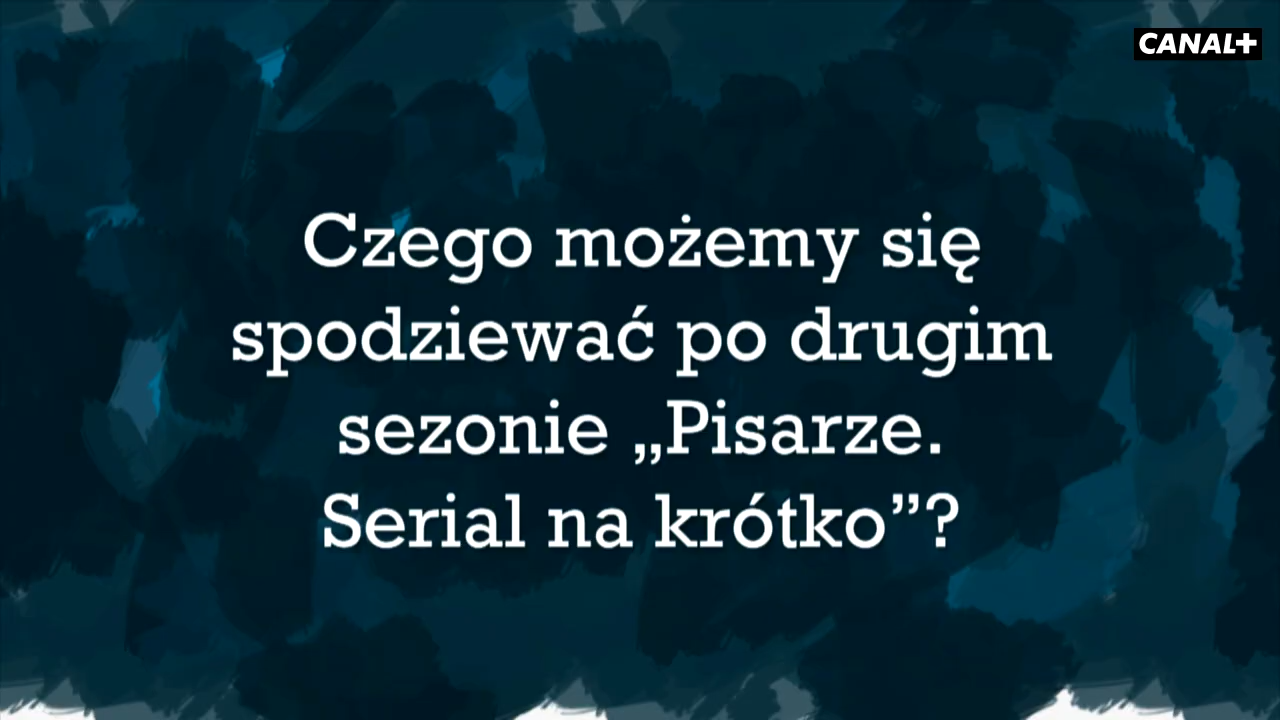 CANAL+
Czego możemy się
spodziewać po drugim
sezonie „Pisarze.
Serial na krótko”?